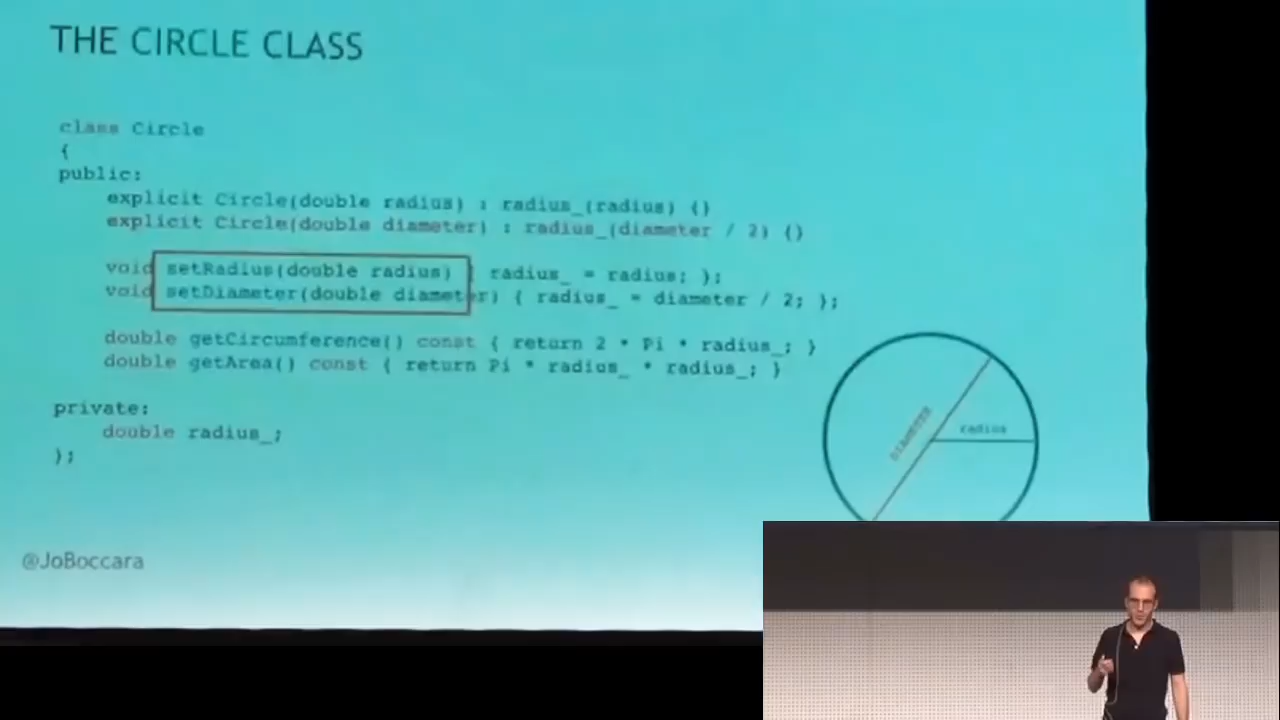 THE CIRCLE CLASS
class Circle
{
public:
explicit Circle(double radius) : radius_(radius) {}
explicit Circle(double diameter) : radius_(diameter / 2) {}
void setRadius(double radius) { radius_ = radius; };
void setDiameter(double diameter) { radius_ = diameter / 2; };
double getCircumference() const { return 2 * Pi * radius_; }
double getArea() const { return Pi * radius_ * radius_; }
private:
double radius_;
};
DIAMETER
radius
@JoBoccara